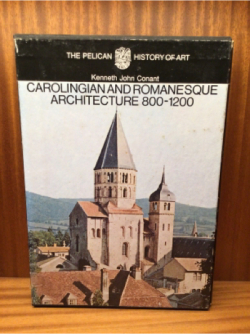 THE PELICAN HISTORY OF ART
Kenneth John Conant
CAROLINGIAN AND ROMANESQUE
ARCHITECTURE 800-1200